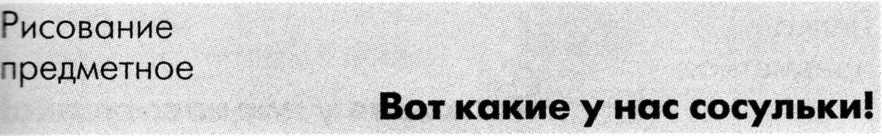 Рисование
предметное
Вот какие у нас сосульки!